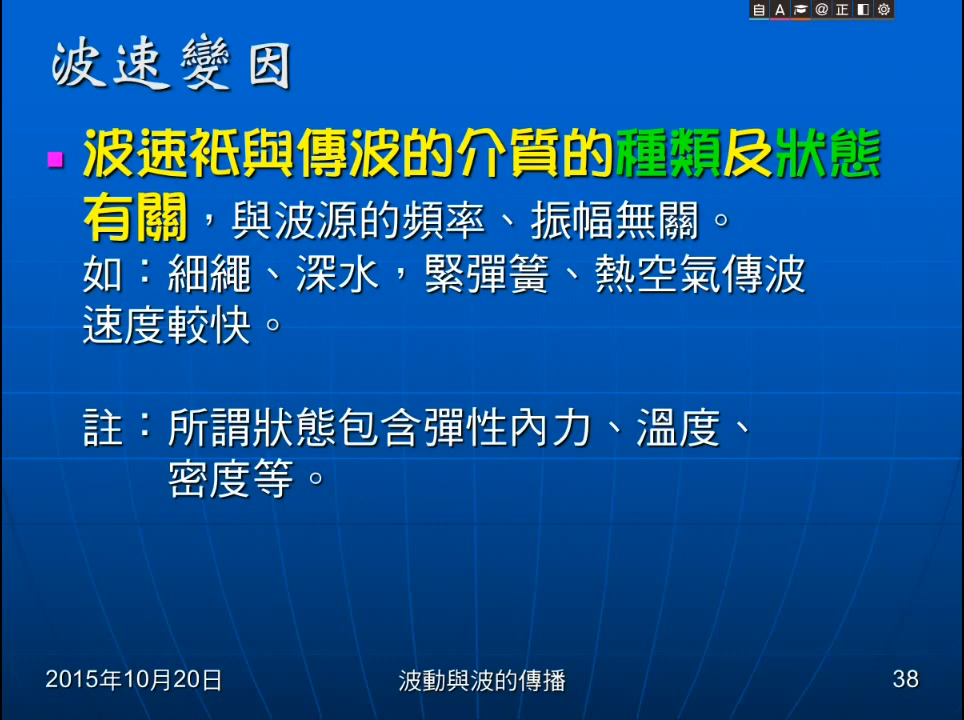 自 A @ 正
波速變因
波速祇與傳波的介質的種類及狀態
有關，與波源的頻率、振幅無關。
如：細繩、深水，緊彈簧、熱空氣傳波
速度較快。
註：所謂狀態包含彈性內力、溫度、
密度等。
2015年10月20日
波動與波的傳播
38